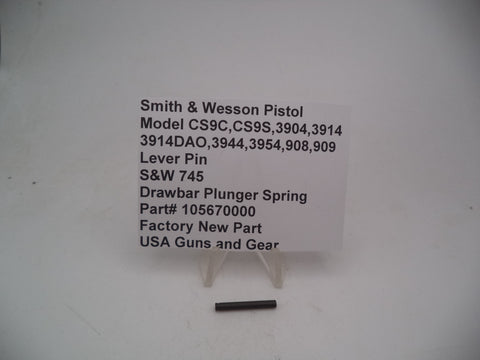 Smith & Wesson Pistol
Model CS9C,CS9S,3904,3914
3914DAO,3944,3954,908,909
Lever Pin
S&W 745
Drawbar Plunger Spring
Part# 105670000
Factory New Part
USA Guns and Gear